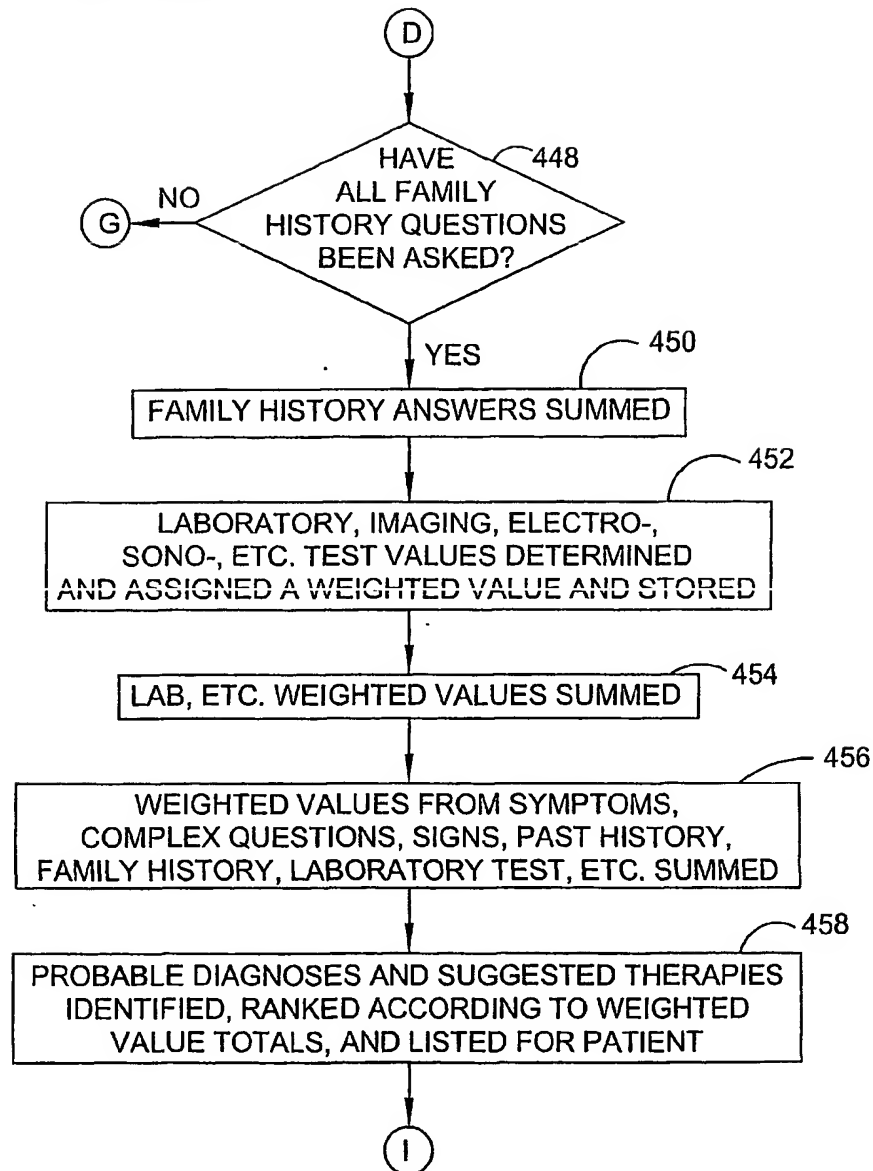 D
HAVE
448
ALL FAMILY
HISTORY QUESTIONS
BEEN ASKED?
NO
G
YES
450
FAMILY HISTORY ANSWERS SUMMED
452
LABORATORY, IMAGING, ELECTRO-,
SONO-, ETC. TEST VALUES DETERMINED
AND ASSIGNED A WEIGHTED VALUE AND STORED
454
LAB, ETC. WEIGHTED VALUES SUMMED
456
WEIGHTED VALUES FROM SYMPTOMS,
COMPLEX QUESTIONS, SIGNS, PAST HISTORY,
FAMILY HISTORY, LABORATORY TEST, ETC. SUMMED
458
PROBABLE DIAGNOSES AND SUGGESTED THERAPIES
IDENTIFIED, RANKED ACCORDING TO WEIGHTED
VALUE TOTALS, AND LISTED FOR PATIENT
I